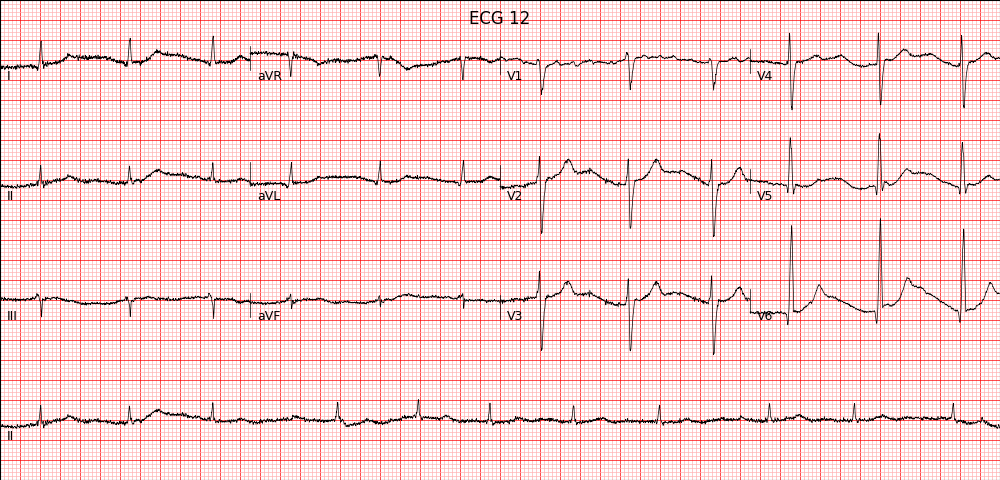 ECG 12
I aVR V1 V4
II aVL V2 V5
III aVF V3 V6
II